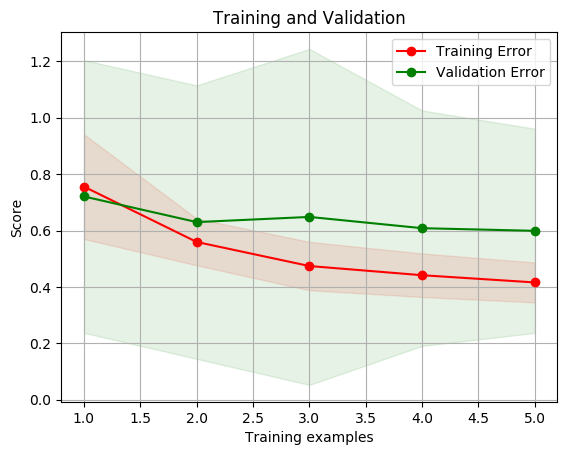 Training and Validation
Training Error
Validation Error
Score
1.2
1.0
0.8
0.6
0.4
0.2
0.0
1.0 1.5 2.0 2.5 3.0 3.5 4.0 4.5 5.0
Training examples